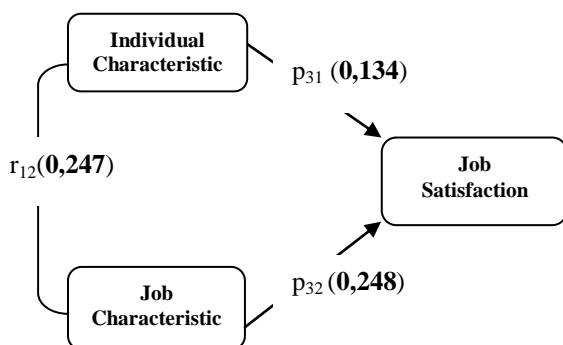 Individual
Characteristic
p₃₁ (0,134)
r₁₂(0,247)
Job
Satisfaction
p₃₂ (0,248)
Job
Characteristic